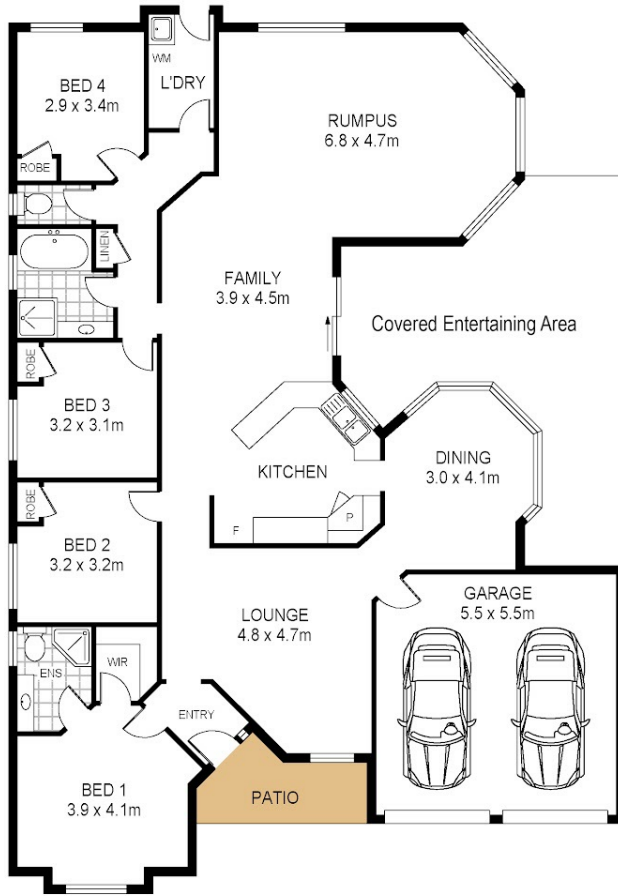 BED 4
2.9 x 3.4m
WM
L'DRY
RUMPUS
6.8 x 4.7m
ROBE
LINEN
FAMILY
3.9 x 4.5m
Covered Entertaining Area
ROBE
BED 3
3.2 x 3.1m
KITCHEN
DINING
3.0 x 4.1m
ROBE
F
P
BED 2
3.2 x 3.2m
LOUNGE
4.8 x 4.7m
GARAGE
5.5 x 5.5m
ENS
WIR
ENTRY
BED 1
3.9 x 4.1m
PATIO